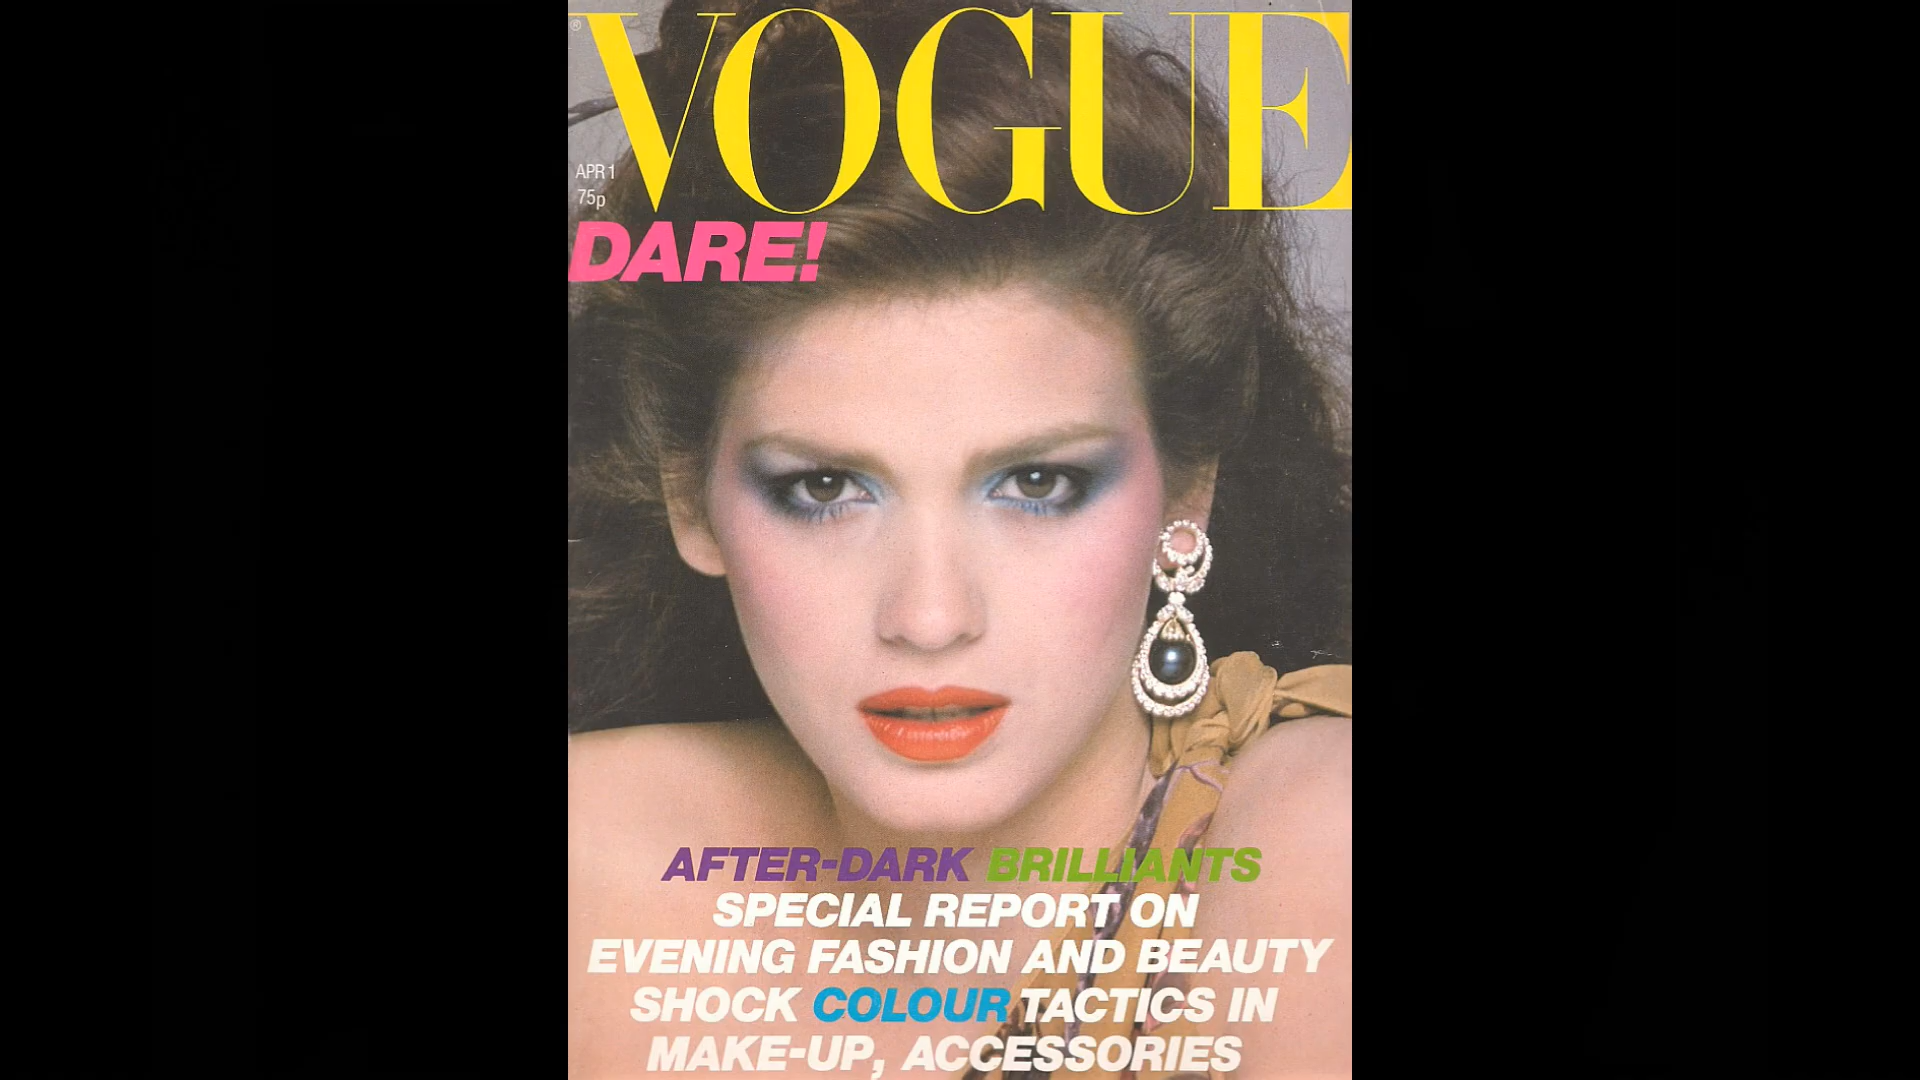 VOGUE
®
APR 1
75p
DARE!
AFTER-DARK BRILLIANTS
SPECIAL REPORT ON
EVENING FASHION AND BEAUTY
SHOCK COLOUR TACTICS IN
MAKE-UP, ACCESSORIES